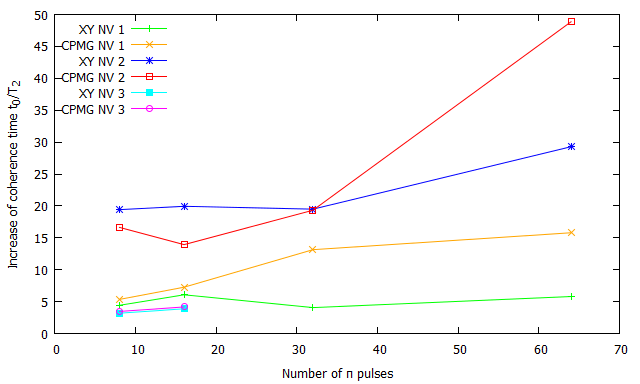 50
45
40
35
30
25
20
15
10
5
0
Increase of coherence time t0/T2
XY NV 1
CPMG NV 1
XY NV 2
CPMG NV 2
XY NV 3
CPMG NV 3
0 10 20 30 40 50 60 70
Number of n pulses